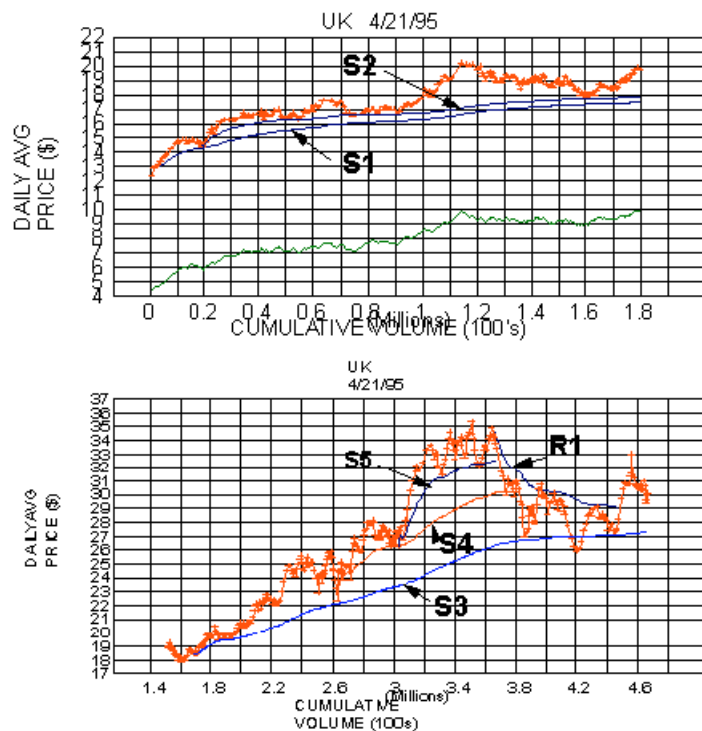 UK 4/21/95
22
21
20
19
18
17
16
15
14
13
12
11
10
9
8
7
6
5
4
DAILY AVG
PRICE ($)
S2
S1
0 0.2 0.4 0.6 0.8 1 1.2 1.4 1.6 1.8
(Millions)
CUMULATIVE VOLUME (100's)
UK
4/21/95
37
36
35
34
33
32
31
30
29
28
27
26
25
24
23
22
21
20
19
18
17
DAILY AVG
PRICE ($)
S5
R1
S4
S3
1.4 1.8 2.2 2.6 3 3.4 3.8 4.2 4.6
(Millions)
CUMULATIVE
VOLUME (100s)